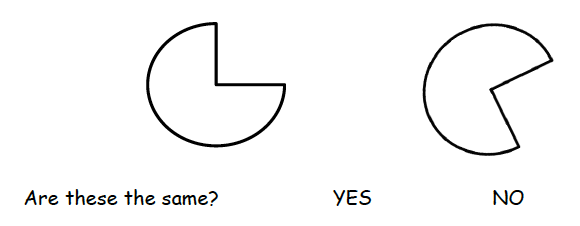 Are these the same? YES NO